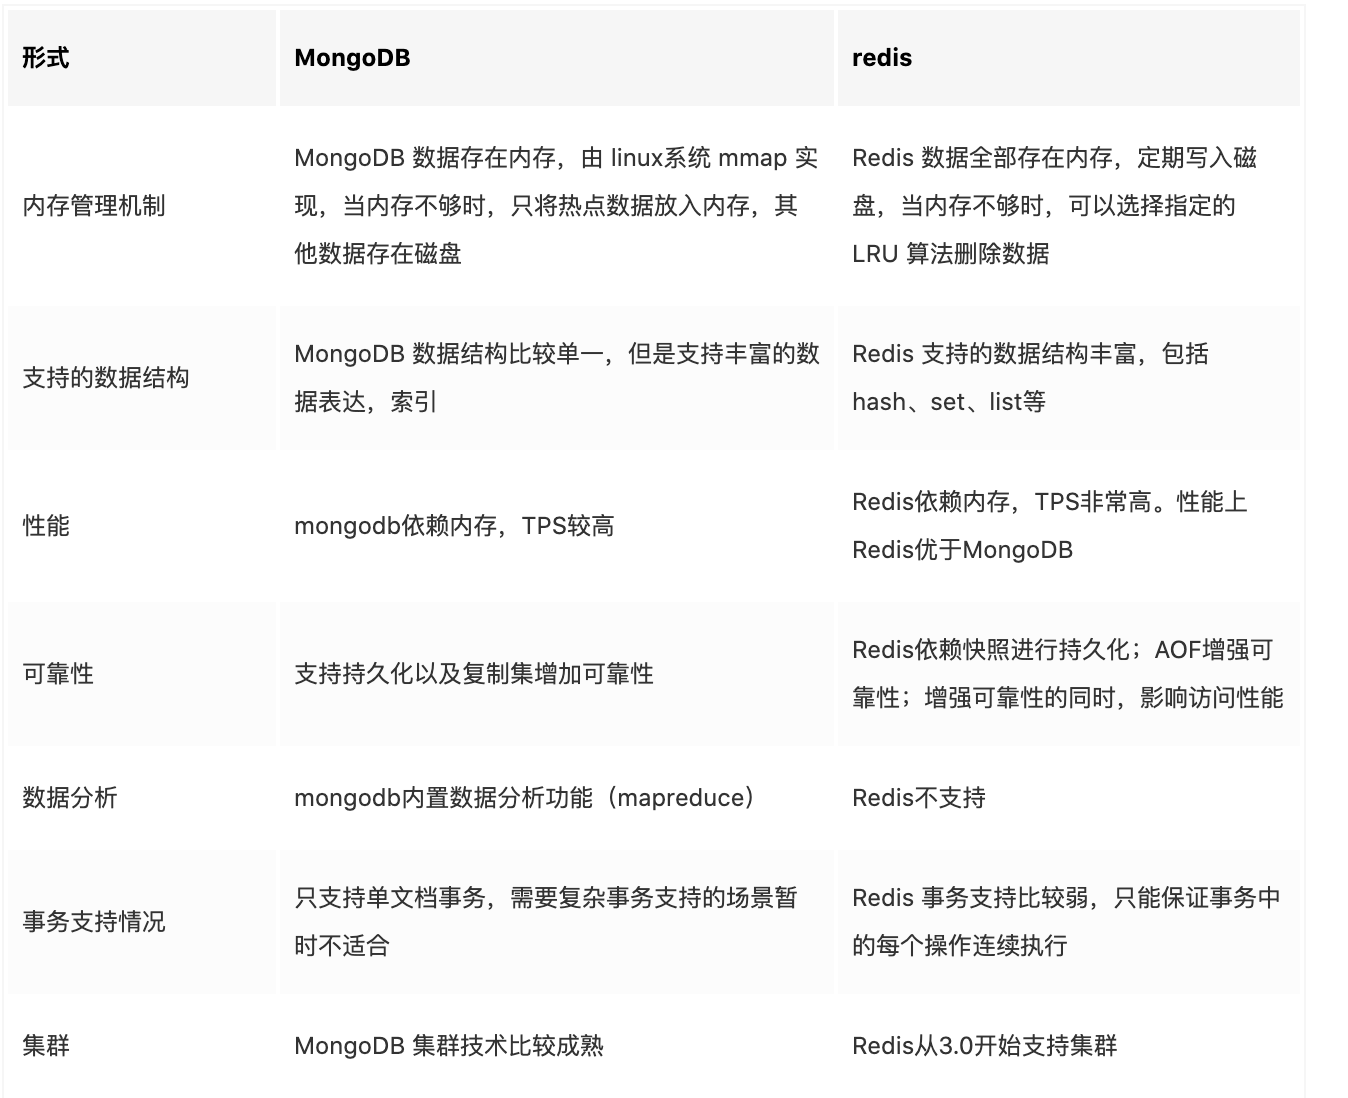 形式
MongoDB
redis
内存管理机制
MongoDB 数据存在内存，由 linux系统 mmap 实
现，当内存不够时，只将热点数据放入内存，其
他数据存在磁盘
Redis 数据全部存在内存，定期写入磁
盘，当内存不够时，可以选择指定的
LRU 算法删除数据
支持的数据结构
MongoDB 数据结构比较单一，但是支持丰富的数
据表达，索引
Redis 支持的数据结构丰富，包括
hash、set、list等
性能
mongodb依赖内存，TPS较高
Redis依赖内存，TPS非常高。性能上
Redis优于MongoDB
可靠性
支持持久化以及复制集增加可靠性
Redis依赖快照进行持久化；AOF增强可
靠性；增强可靠性的同时，影响访问性能
数据分析
mongodb内置数据分析功能（mapreduce）
Redis不支持
事务支持情况
只支持单文档事务，需要复杂事务支持的场景暂
时不适合
Redis 事务支持比较弱，只能保证事务中
的每个操作连续执行
集群
MongoDB 集群技术比较成熟
Redis从3.0开始支持集群